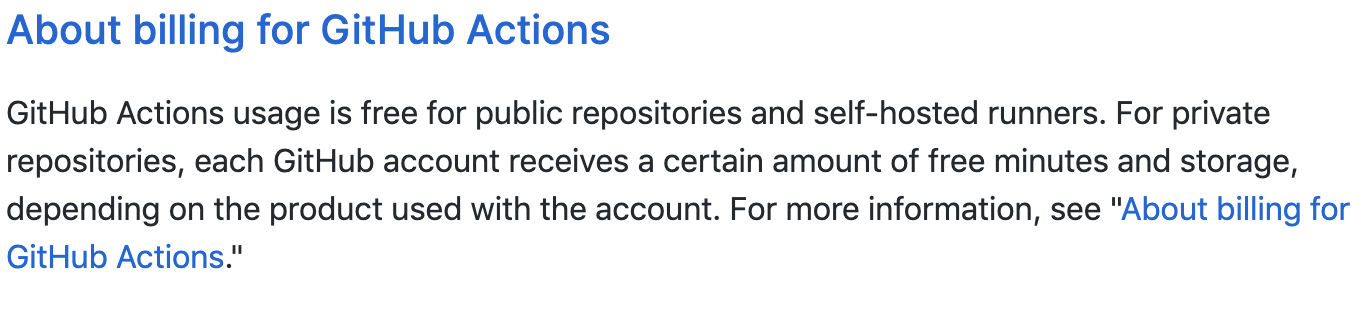 About billing for GitHub Actions
GitHub Actions usage is free for public repositories and self-hosted runners. For private
repositories, each GitHub account receives a certain amount of free minutes and storage,
depending on the product used with the account. For more information, see "About billing for
GitHub Actions."